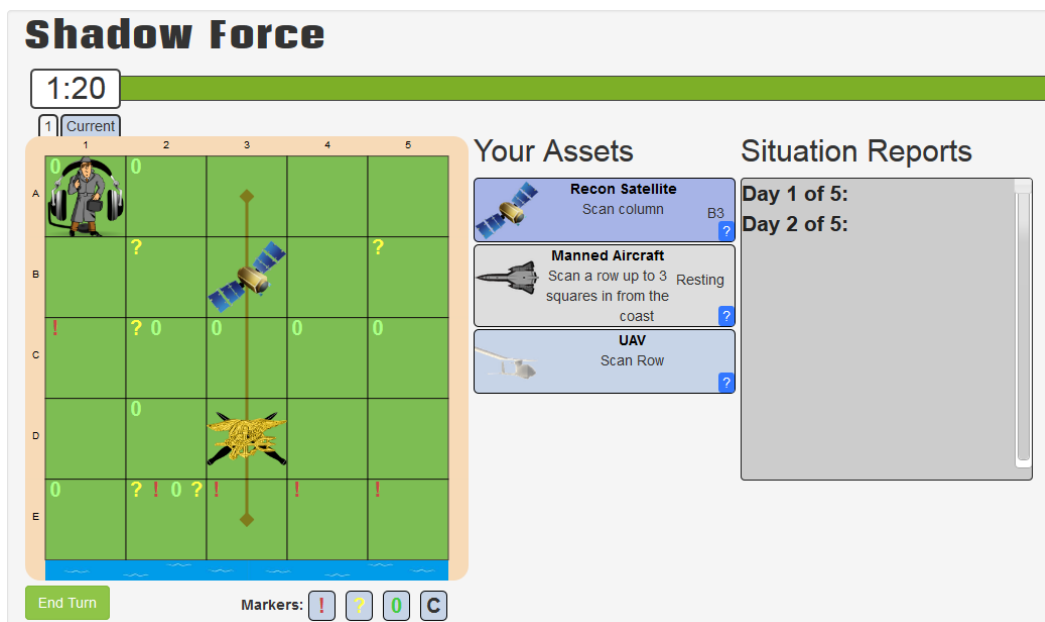 Shadow Force
1:20
1 Current
1 2 3 4 5
Your Assets
Situation Reports
A
0 0
Recon Satellite
Scan column
B3
?
Day 1 of 5:
Day 2 of 5:
B
? ?
Manned Aircraft
Scan a row up to 3
squares in from the
coast
Resting
?
C
! ? 0 0 0 0
UAV
Scan Row
?
D
0
E
0 ? ! 0 ? ! ! !
End Turn
Markers: ! ? 0 C